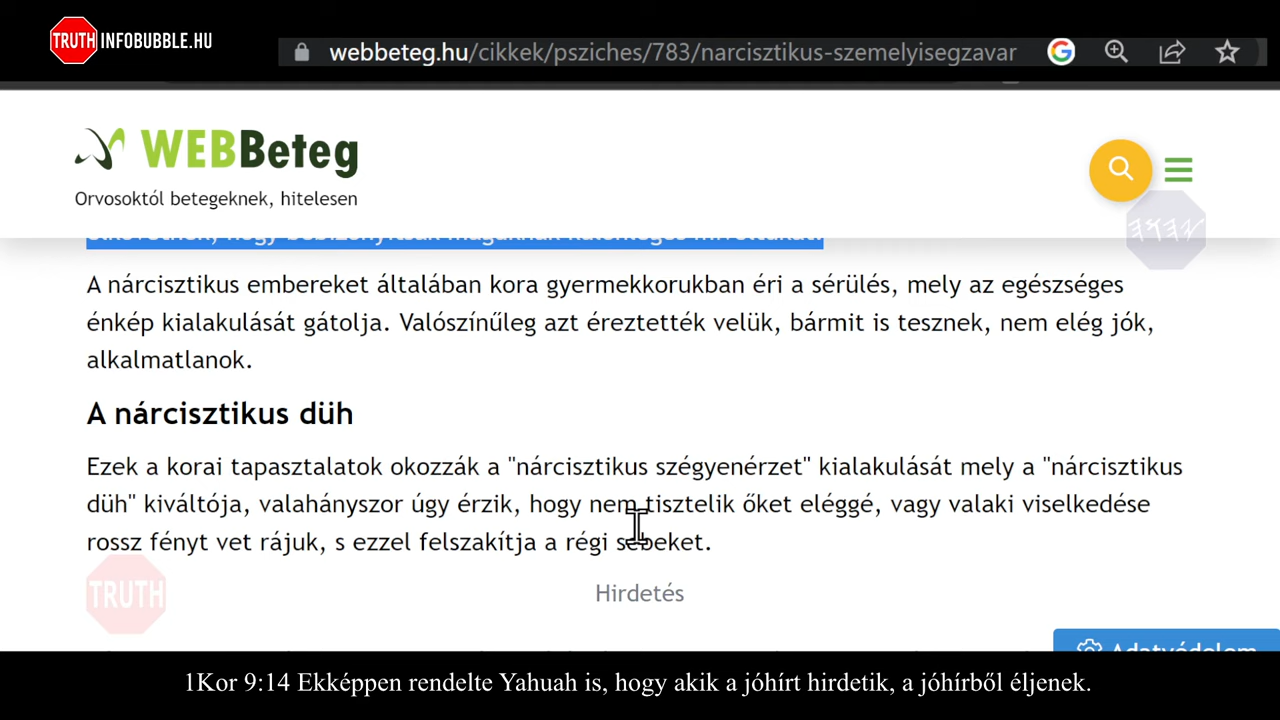 TRUTH INFOBUBBLE.HU
webbeteg.hu/cikkek/psziches/783/narcisztikus-szemelyisegzavar
WEBBeteg
Orvosoktól betegeknek, hitelesen
A nárcisztikus embereket általában kora gyermekkorukban éri a sérülés, mely az egészséges
énkép kialakulását gátolja. Valószínűleg azt éreztették velük, bármit is tesznek, nem elég jók,
alkalmatlanok.
A nárcisztikus düh
Ezek a korai tapasztalatok okozzák a "nárcisztikus szégyenérzet" kialakulását mely a "nárcisztikus
düh" kiváltója, valahányszor úgy érzik, hogy nem tisztelik őket eléggé, vagy valaki viselkedése
rossz fényt vet rájuk, s ezzel felszakítja a régi sebeket.
TRUTH
Hirdetés
Adatvédelem
1Kor 9:14 Ekképpen rendelte Yahuah is, hogy akik a jóhírt hirdetik, a jóhírből éljenek.